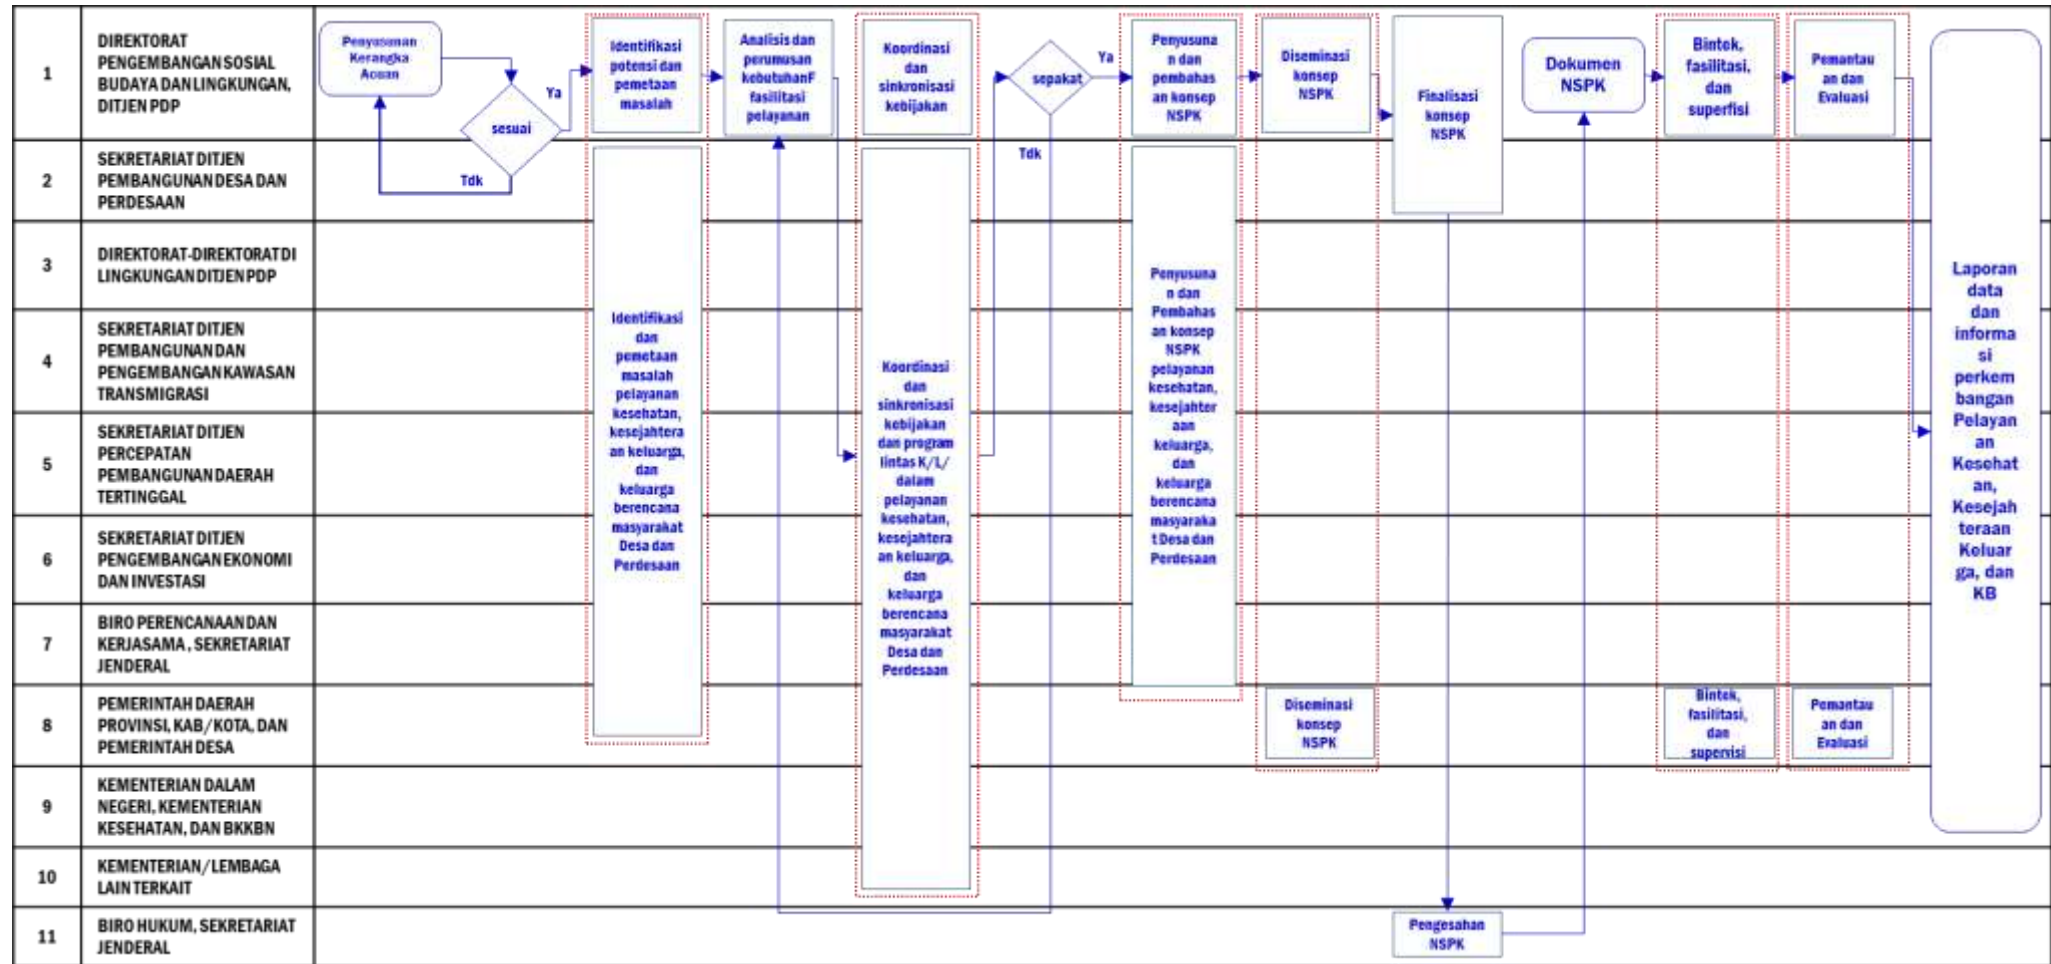 1
DIREKTORAT
PENGEMBANGAN SOSIAL
BUDAYA DAN LINGKUNGAN,
DITJEN PDP
Penyusunan
Kerangka
Acuan
sesuai
Ya
Tdk
Identifikasi
potensi dan
pemetaan
masalah
Analisis dan
perumusan
kebutuhanF
fasilitasi
pelayanan
Koordinasi
dan
sinkronisasi
kebijakan
sepakat
Ya
Tdk
Penyusuna
n dan
pembahas
an konsep
NSPK
Diseminasi
konsep
NSPK
Finalisasi
konsep
NSPK
Dokumen
NSPK
Bintek,
fasilitasi,
dan
superfisi
Pemantau
an dan
Evaluasi
2
SEKRETARIAT DITJEN
PEMBANGUNAN DESA DAN
PERDESAAN
3
DIREKTORAT-DIREKTORAT DI
LINGKUNGAN DITJEN PDP
4
SEKRETARIAT DITJEN
PEMBANGUNAN DAN
PENGEMBANGAN KAWASAN
TRANSMIGRASI
5
SEKRETARIAT DITJEN
PERCEPATAN
PEMBANGUNAN DAERAH
TERTINGGAL
6
SEKRETARIAT DITJEN
PENGEMBANGAN EKONOMI
DAN INVESTASI
7
BIRO PERENCANAAN DAN
KERJASAMA, SEKRETARIAT
JENDERAL
8
PEMERINTAH DAERAH
PROVINSI, KAB/KOTA, DAN
PEMERINTAH DESA
9
KEMENTERIAN DALAM
NEGERI, KEMENTERIAN
KESEHATAN, DAN BKKBN
10
KEMENTERIAN/LEMBAGA
LAIN TERKAIT
11
BIRO HUKUM, SEKRETARIAT
JENDERAL
Identifikasi
dan
pemetaan
masalah
pelayanan
kesehatan,
kesejahtera
an keluarga,
dan
keluarga
berencana
masyarakat
Desa dan
Perdesaan
Koordinasi
dan
sinkronisasi
kebijakan
dan program
lintas K/L/
dalam
pelayanan
kesehatan,
kesejahtera
an keluarga,
dan
keluarga
berencana
masyarakat
Desa dan
Perdesaan
Penyusuna
n dan
Pembahas
an konsep
NSPK
pelayanan
kesehatan,
kesejahter
aan
keluarga,
dan
keluarga
berencana
masyaraka
t Desa dan
Perdesaan
Diseminasi
konsep
NSPK
Pengesahan
NSPK
Bintek,
fasilitasi,
dan
supervisi
Pemantau
an dan
Evaluasi
Laporan
data
dan
informa
si
perkem
bangan
Pelayan
an
Kesehat
an,
Kesejah
teraan
Keluar
ga, dan
KB